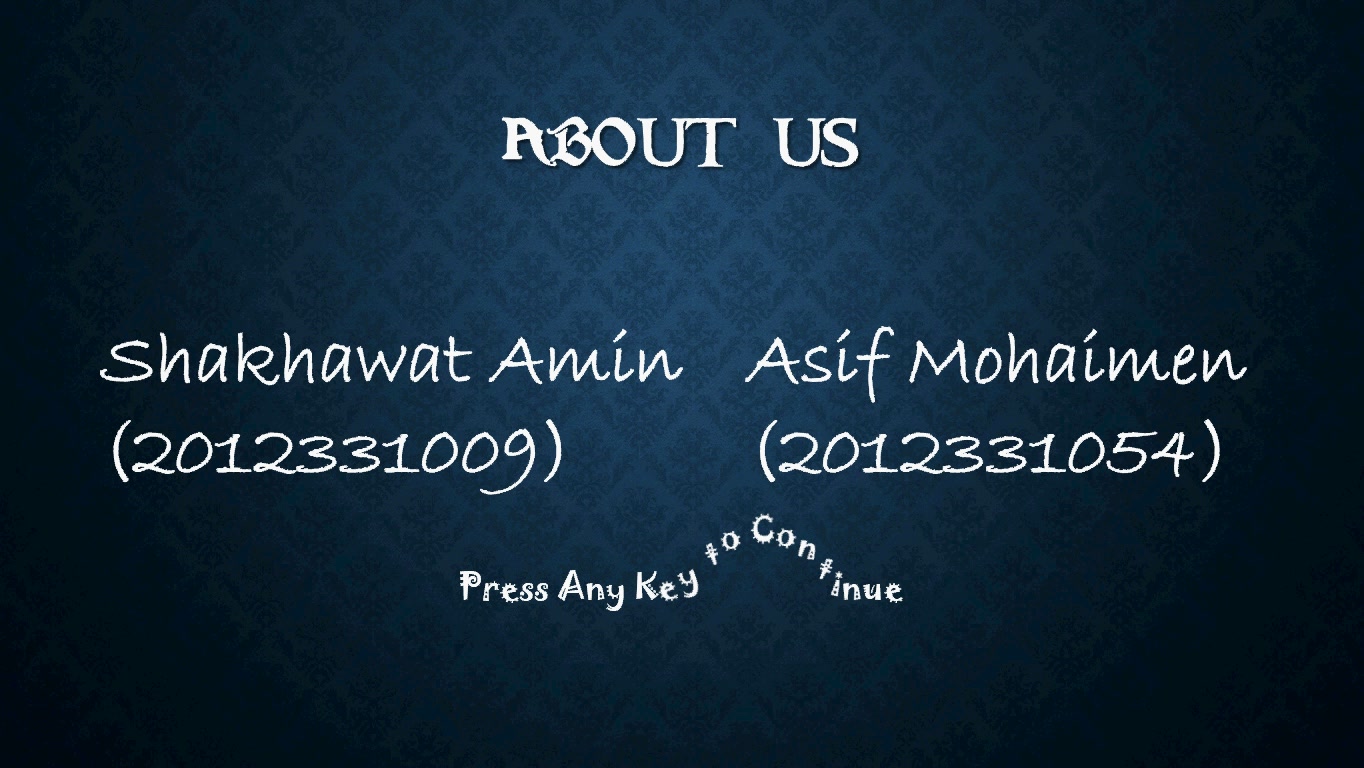 ABOUT US
Shakhawat Amin
(2012331009)
Asif Mohaimen
(2012331054)
Press Any Key to Continue